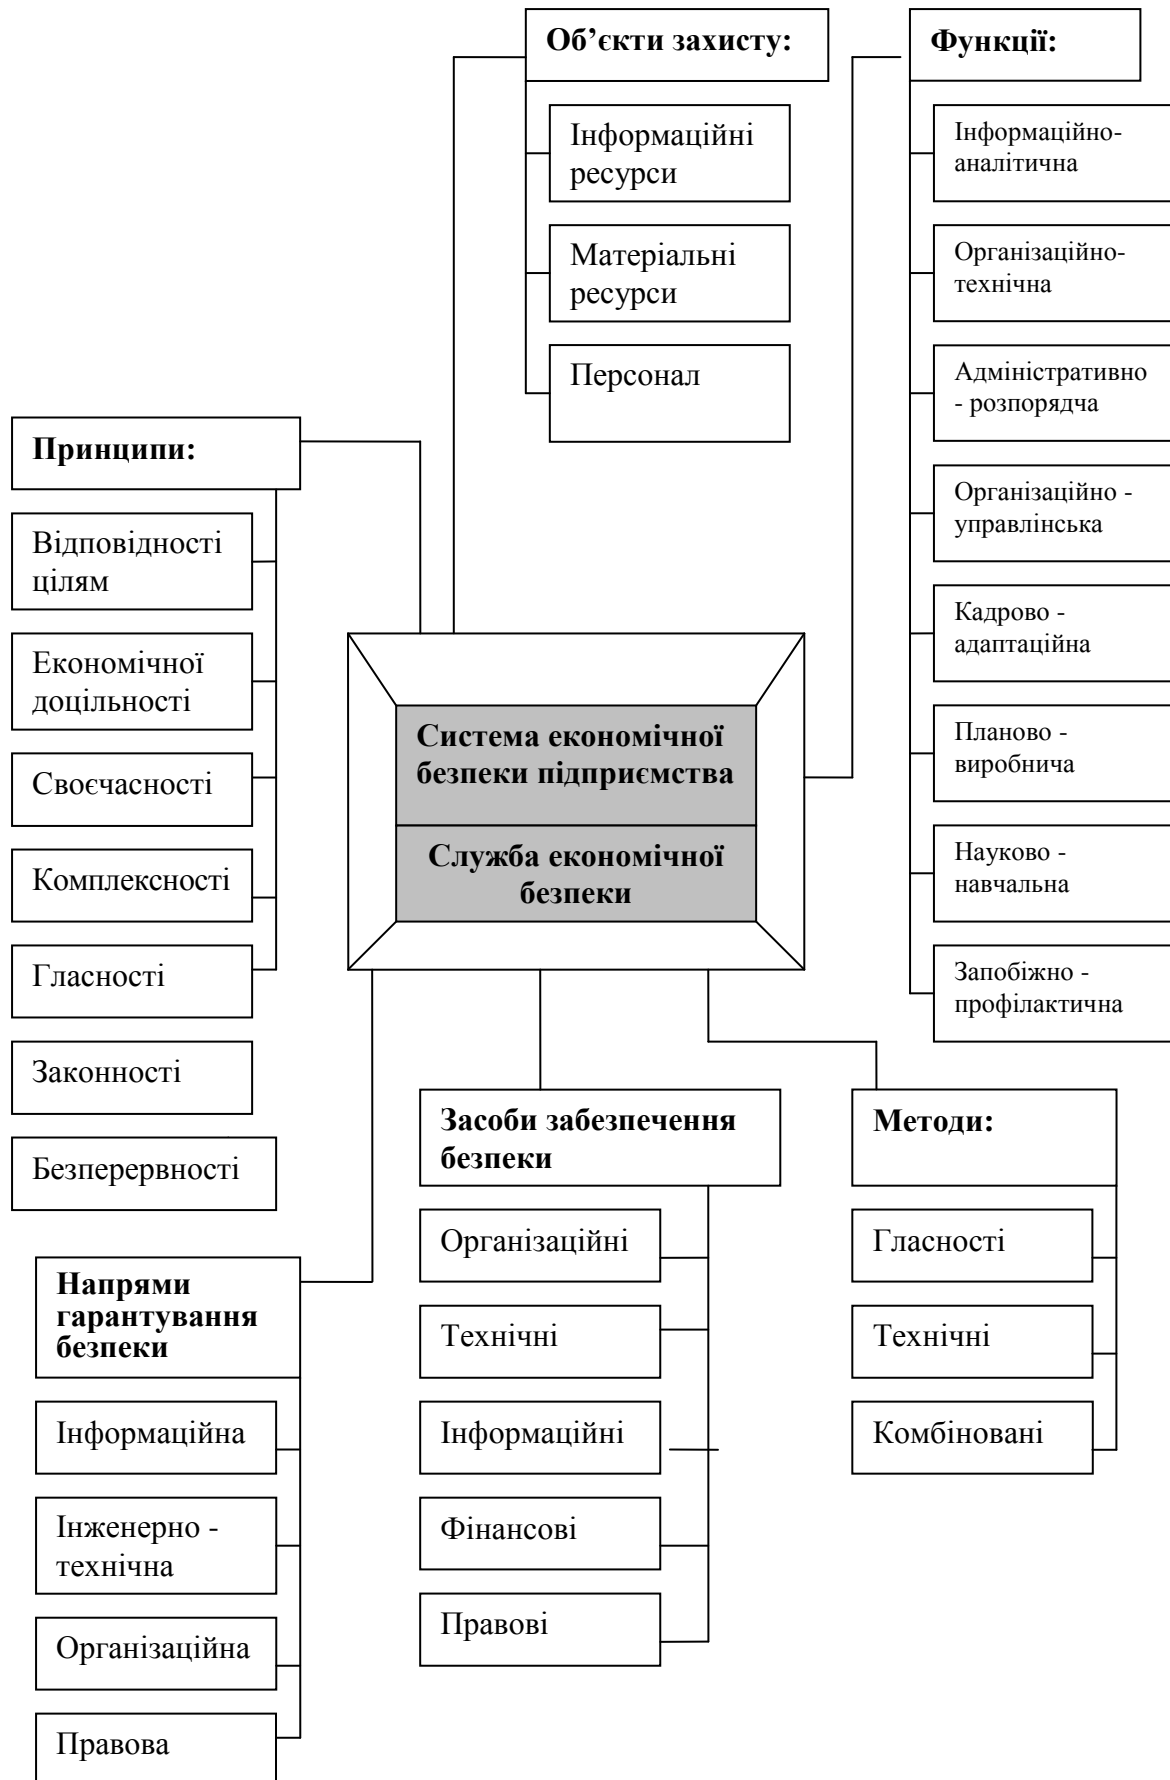 Об’єкти захисту:
Інформаційні
ресурси
Матеріальні
ресурси
Персонал
Функції:
Інформаційно-
аналітична
Організаційно-
технічна
Адміністративно
- розпорядча
Організаційно -
управлінська
Кадрово -
адаптаційна
Планово -
виробнича
Науково -
навчальна
Запобіжно -
профілактична
Принципи:
Відповідності
цілям
Економічної
доцільності
Своєчасності
Комплексності
Гласності
Законності
Безперервності
Система економічної
безпеки підприємства
Служба економічної
безпеки
Напрями
гарантування
безпеки
Інформаційна
Інженерно -
технічна
Організаційна
Правова
Засоби забезпечення
безпеки
Організаційні
Технічні
Інформаційні
Фінансові
Правові
Методи:
Гласності
Технічні
Комбіновані